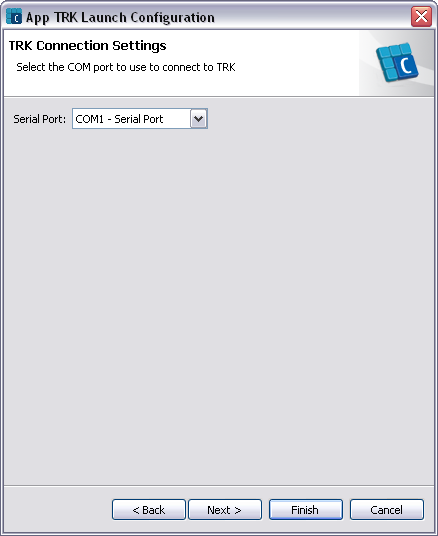 App TRK Launch Configuration
TRK Connection Settings
Select the COM port to use to connect to TRK
C
Serial Port: COM1 - Serial Port
< Back Next > Finish Cancel